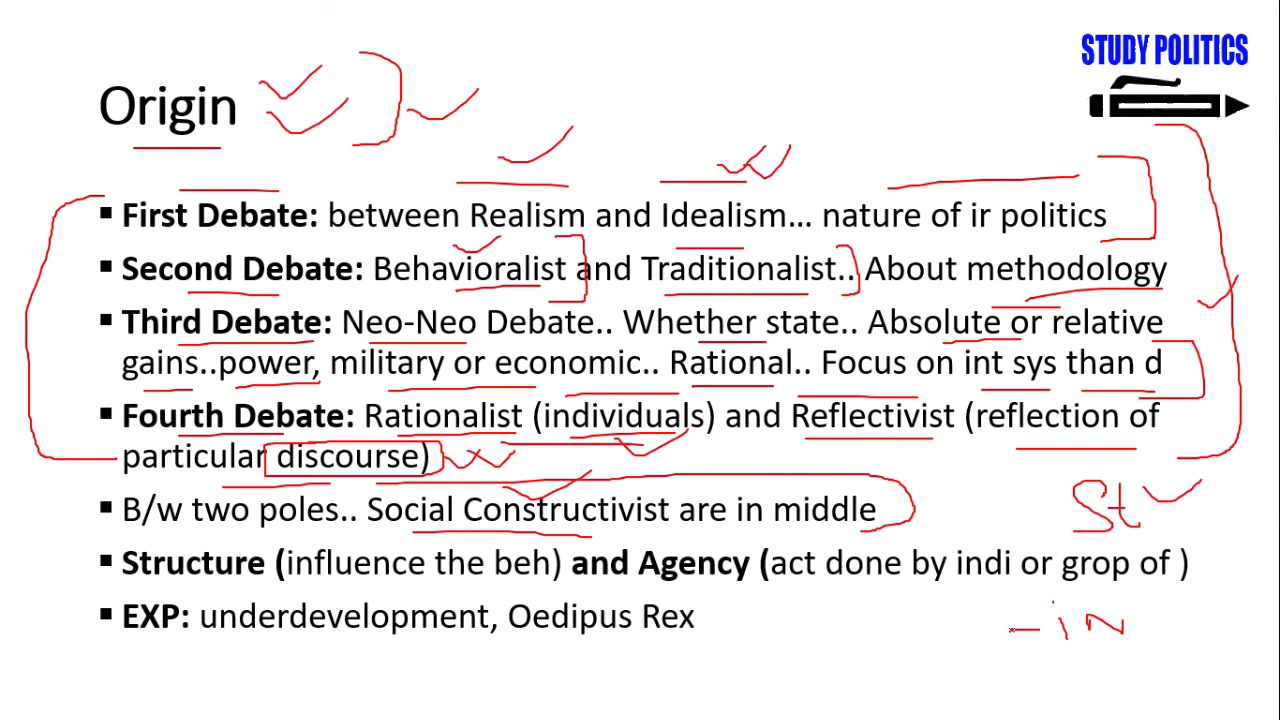 STUDY POLITICS
Origin
▪ First Debate: between Realism and Idealism... nature of ir politics
▪ Second Debate: Behavioralist and Traditionalist.. About methodology
▪ Third Debate: Neo-Neo Debate.. Whether state.. Absolute or relative
gains..power, military or economic.. Rational.. Focus on int sys than d
▪ Fourth Debate: Rationalist (individuals) and Reflectivist (reflection of
particular discourse)
▪ B/w two poles.. Social Constructivist are in middle
St
▪ Structure (influence the beh) and Agency (act done by indi or grop of )
▪ EXP: underdevelopment, Oedipus Rex
- in